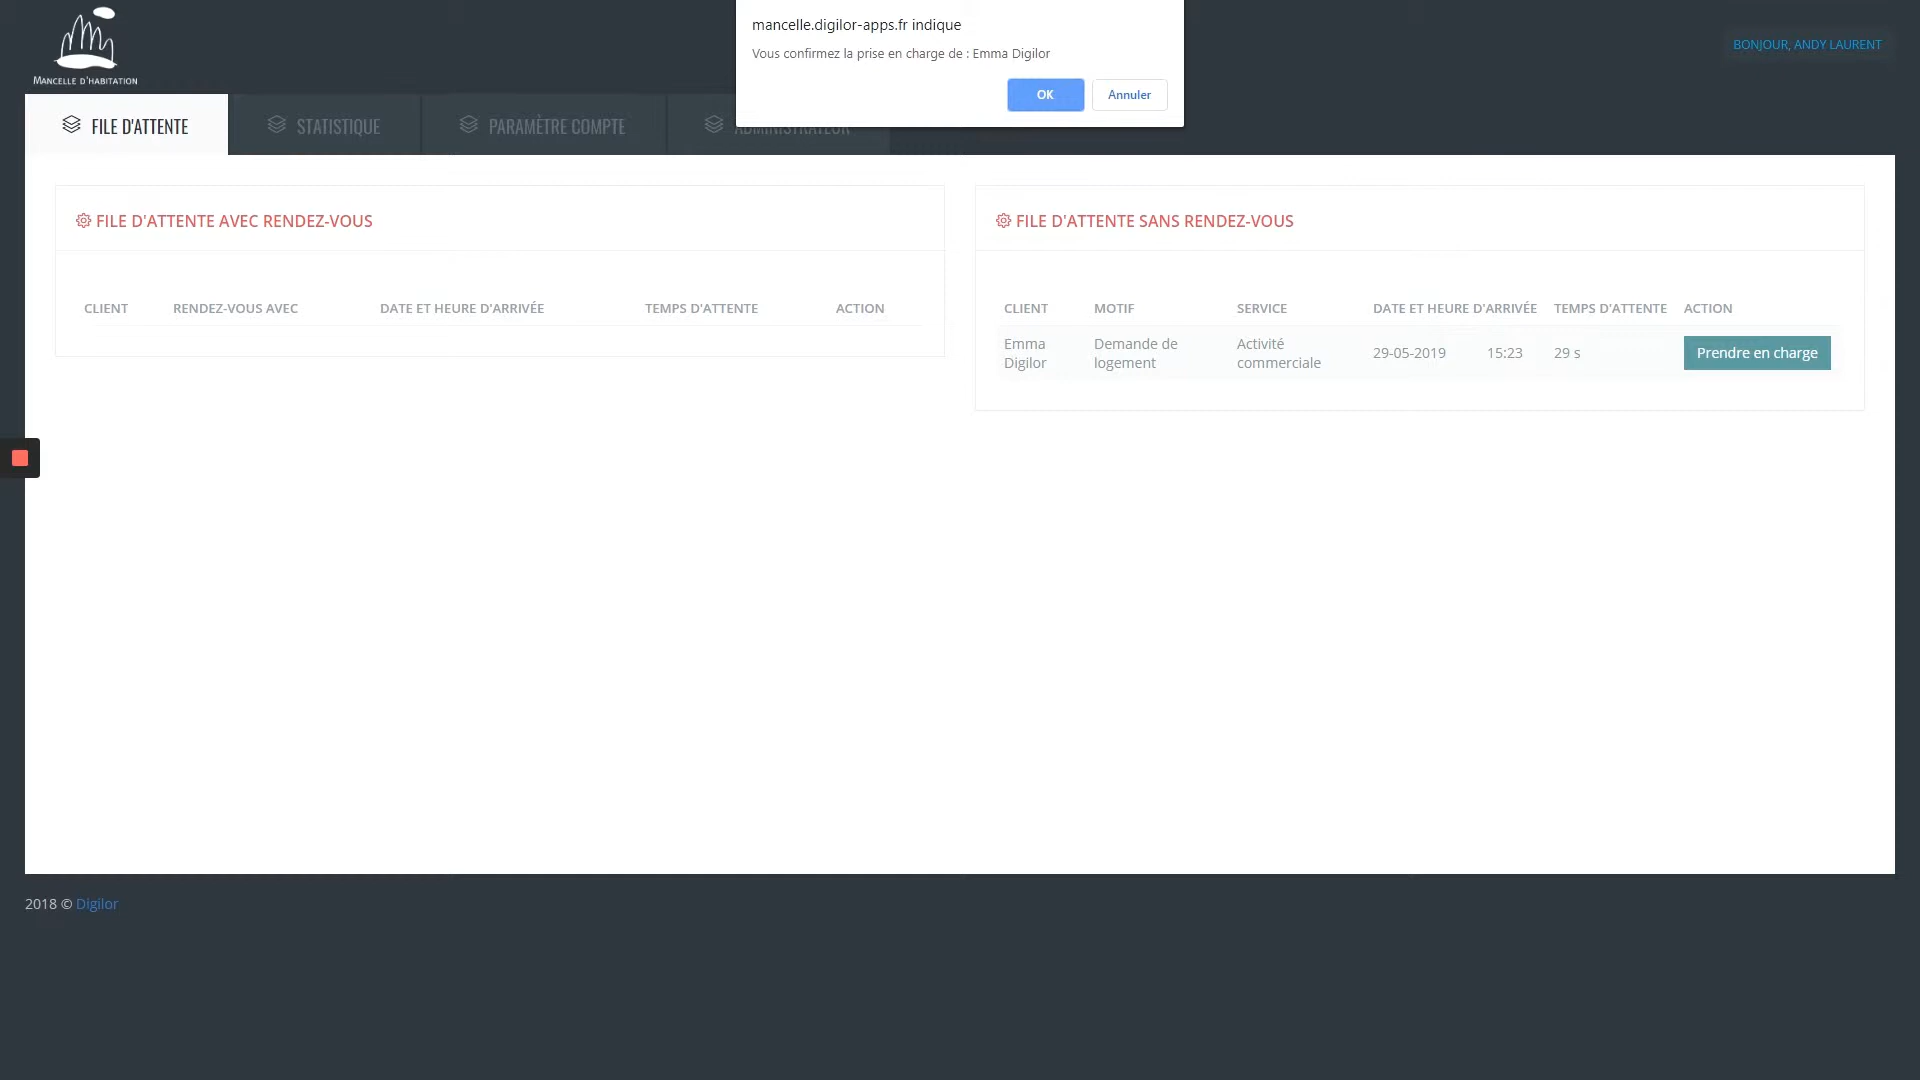 mancelle.digilor-apps.fr indique
Vous confirmez la prise en charge de : Emma Digilor
OK Annuler
MANCELLE D'HABITATION
BONJOUR, ANDY LAURENT
FILE D'ATTENTE STATISTIQUE PARAMÈTRE COMPTE ADMINISTRATEUR
FILE D'ATTENTE AVEC RENDEZ-VOUS
CLIENT RENDEZ-VOUS AVEC DATE ET HEURE D'ARRIVÉE TEMPS D'ATTENTE ACTION
FILE D'ATTENTE SANS RENDEZ-VOUS
CLIENT MOTIF SERVICE DATE ET HEURE D'ARRIVÉE TEMPS D'ATTENTE ACTION
Emma Digilor Demande de logement Activité commerciale 29-05-2019 15:23 29 s Prendre en charge
2018 © Digilor